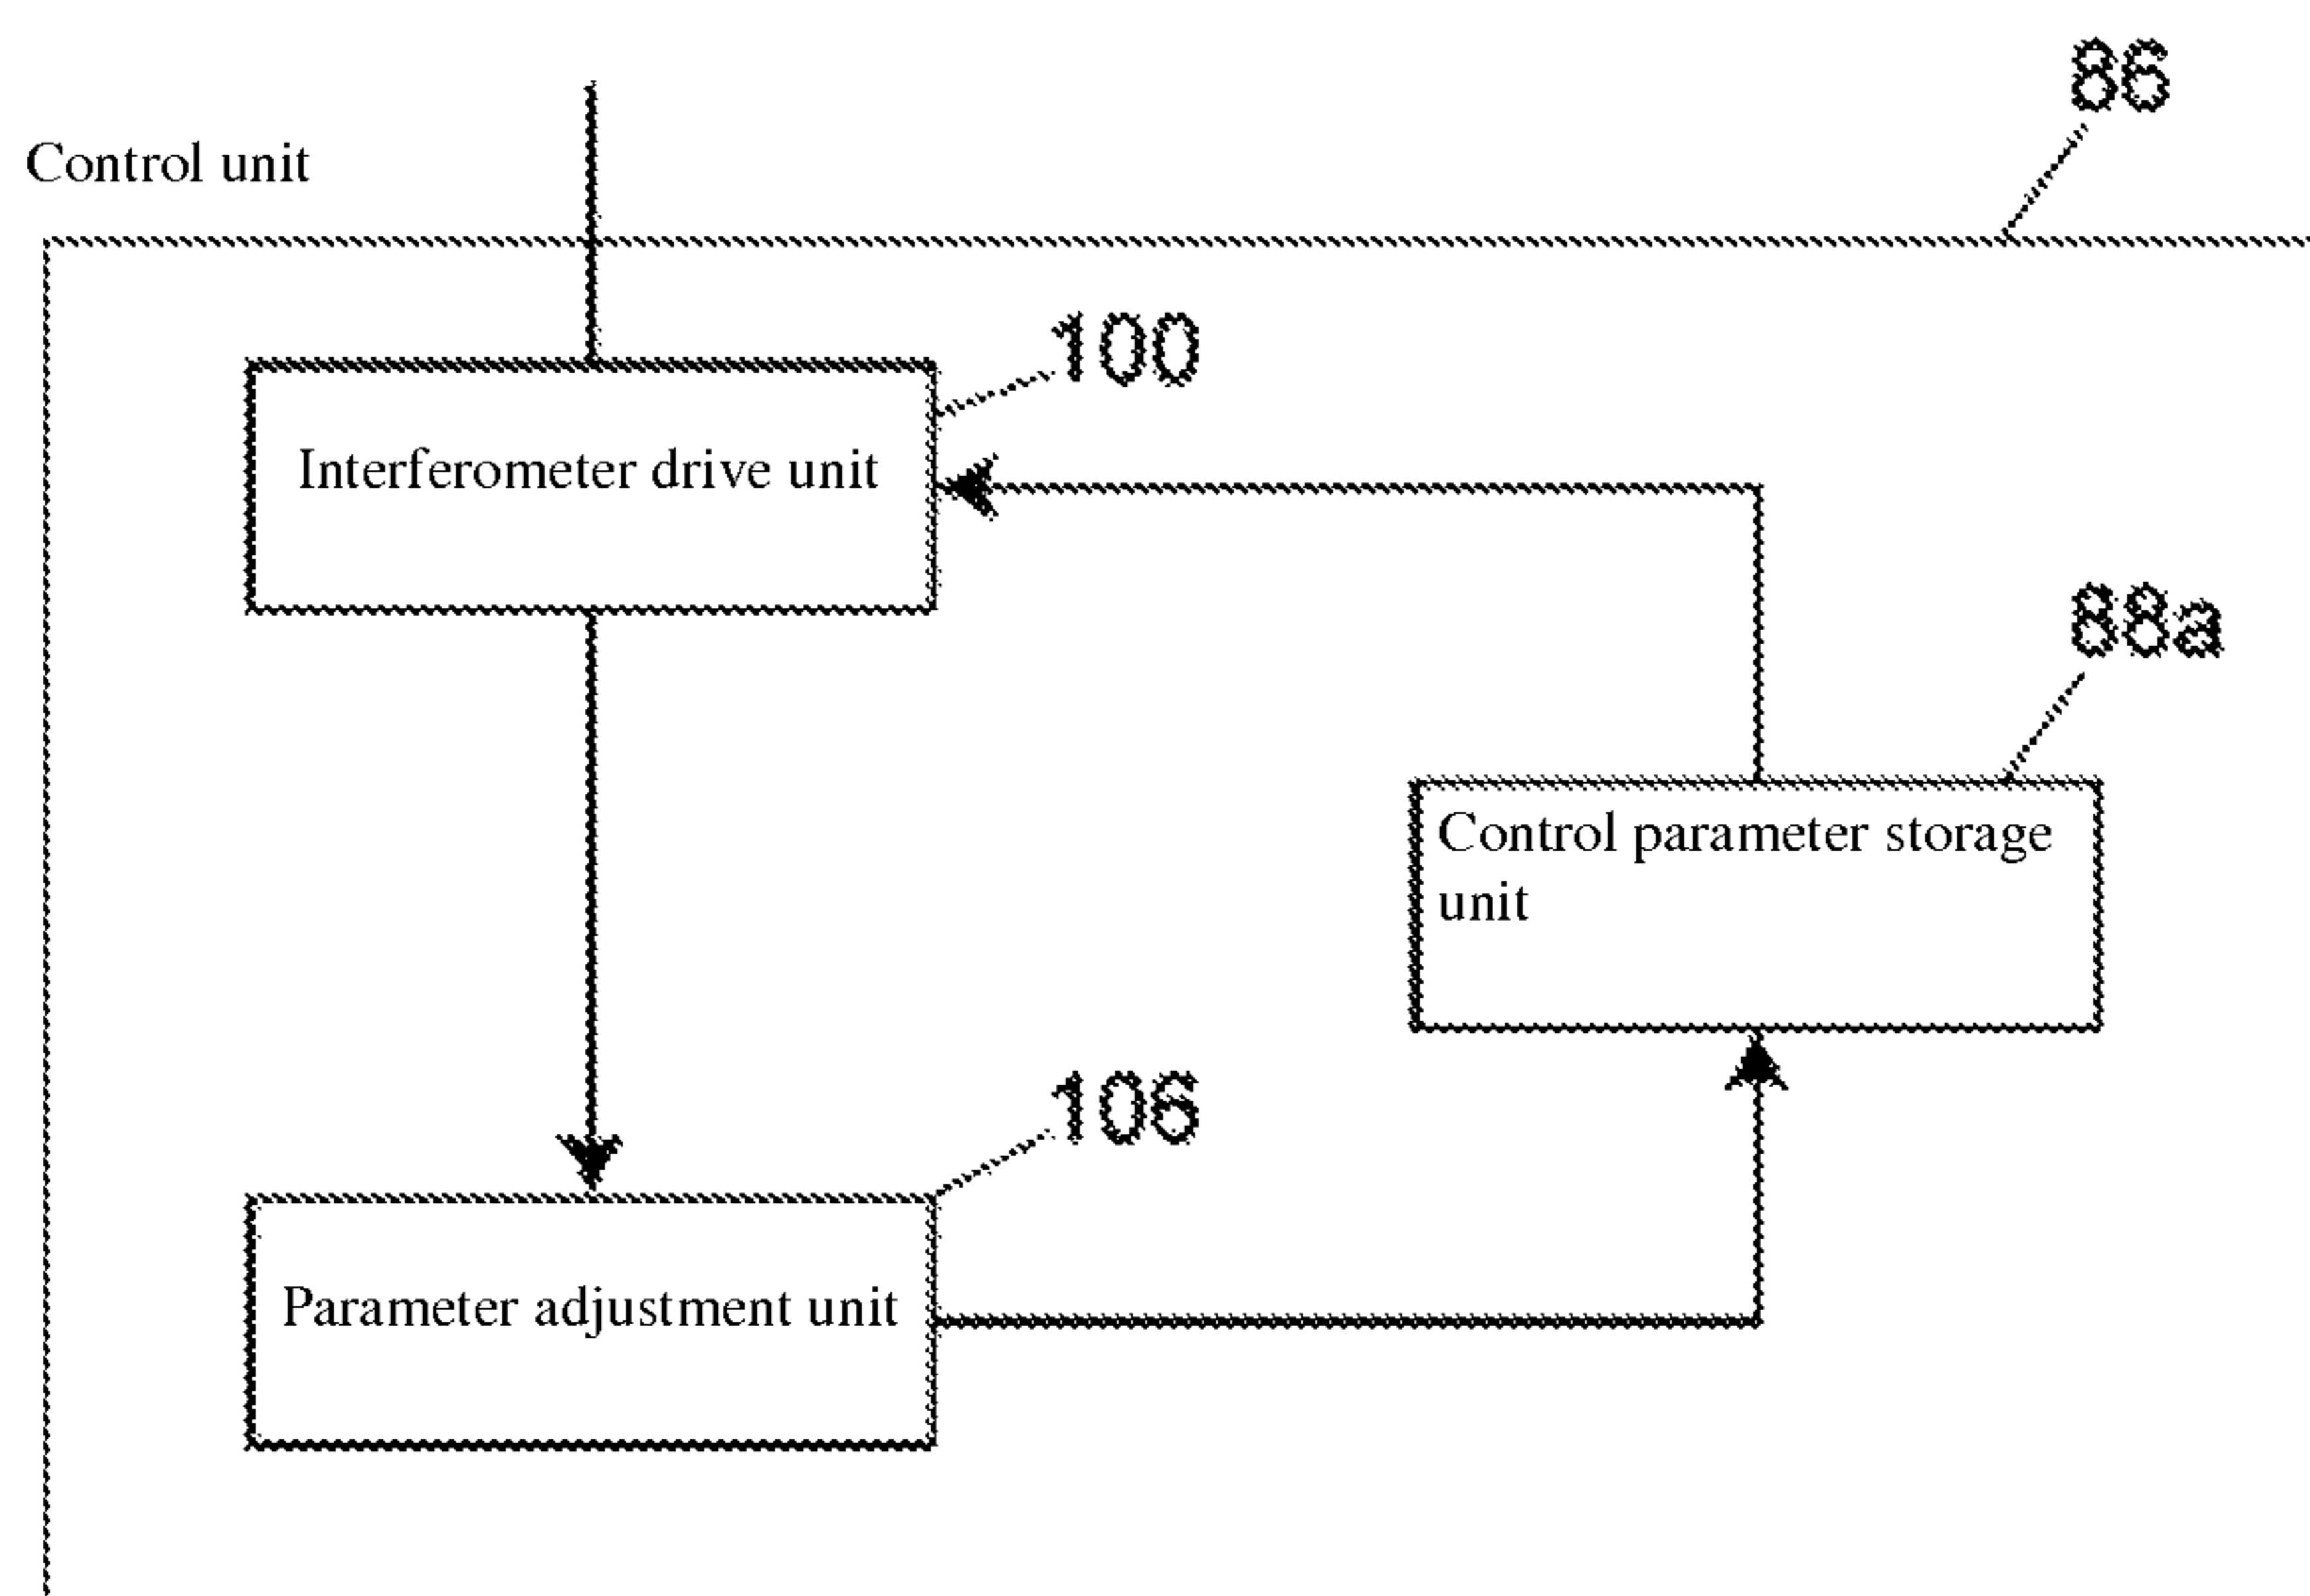 86
Control unit
100
Interferometer drive unit
88a
Control parameter storage
unit
106
Parameter adjustment unit